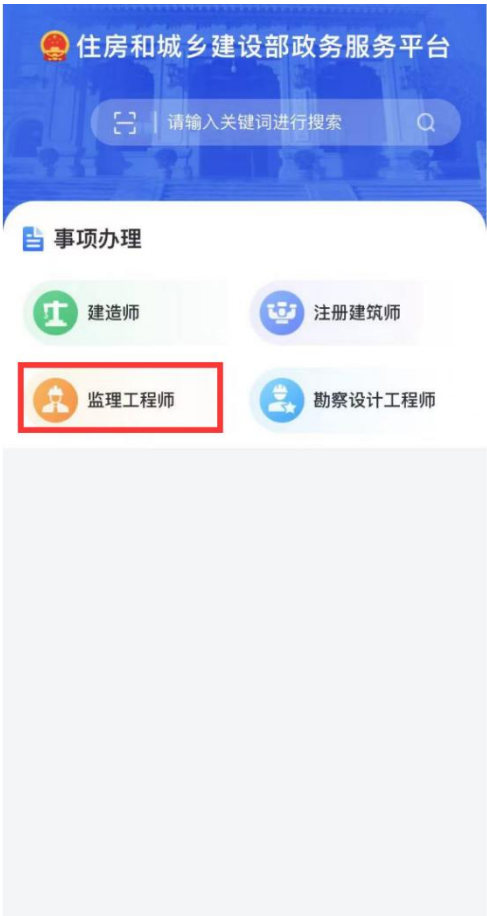 住房和城乡建设部政务服务平台
请输入关键词进行搜索
事项办理
建造师
注册建筑师
监理工程师
勘察设计工程师